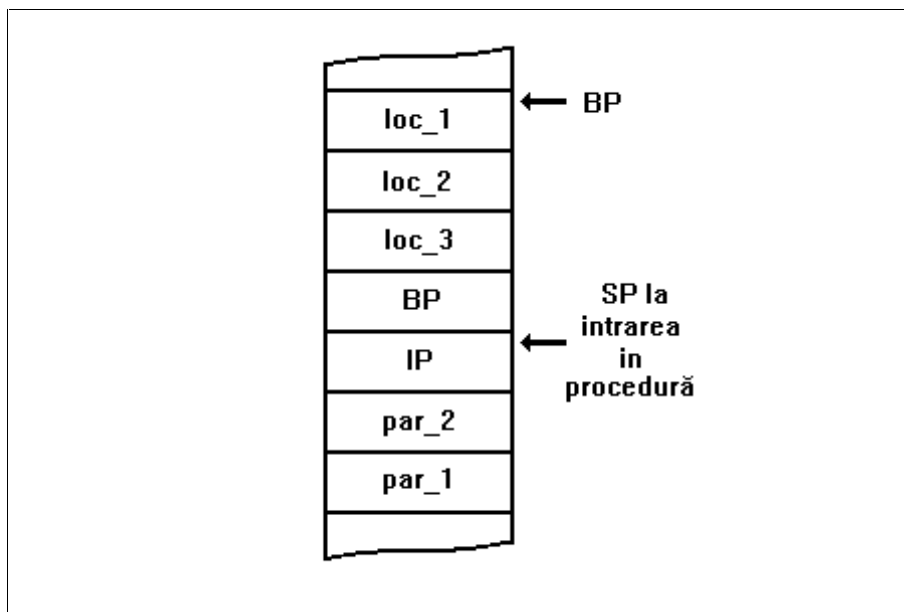 loc_1
BP
loc_2
loc_3
BP
SP la
intrarea
in
procedură
IP
par_2
par_1